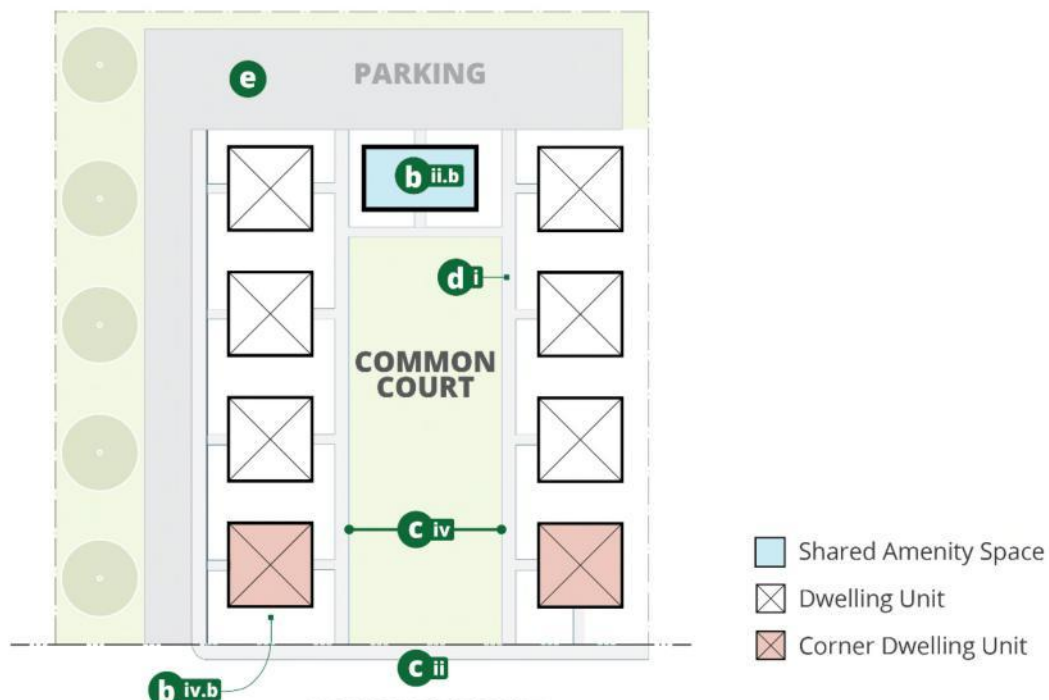 e
PARKING
b ii.b
d i
COMMON
COURT
c iv
Shared Amenity Space
Dwelling Unit
Corner Dwelling Unit
c ii
b iv.b